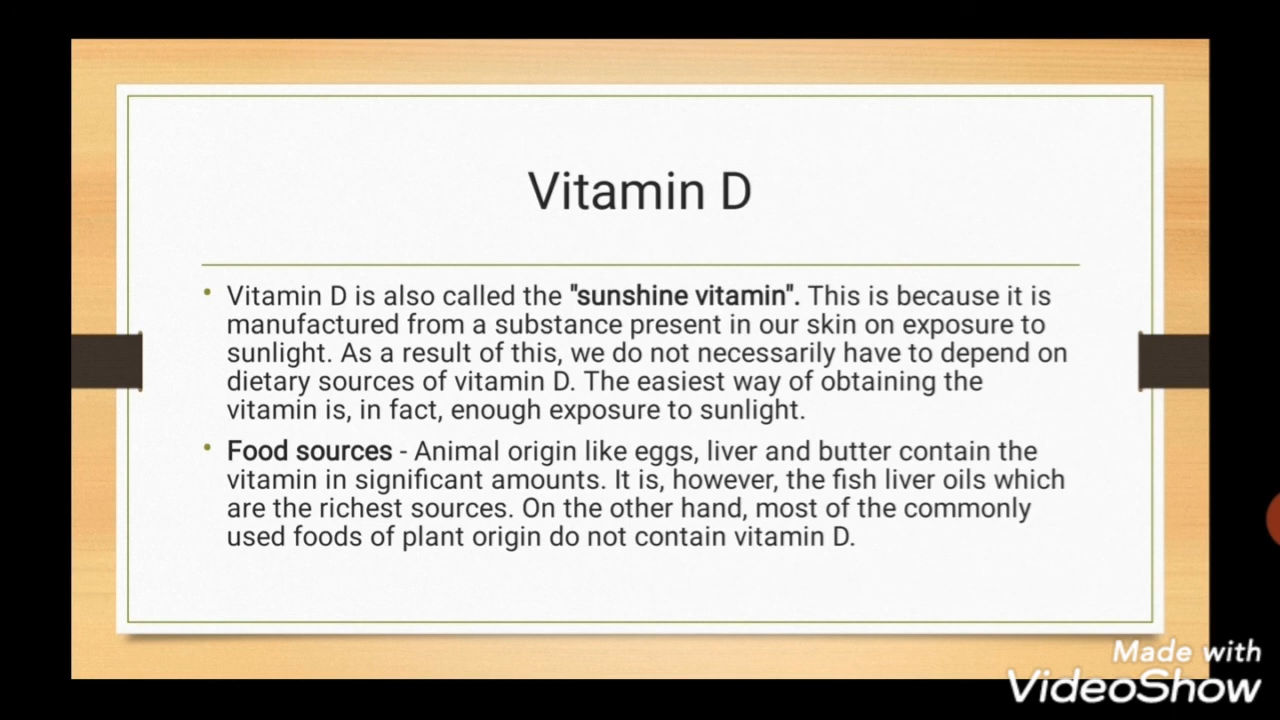 Vitamin D
• Vitamin D is also called the "sunshine vitamin". This is because it is
manufactured from a substance present in our skin on exposure to
sunlight. As a result of this, we do not necessarily have to depend on
dietary sources of vitamin D. The easiest way of obtaining the
vitamin is, in fact, enough exposure to sunlight.
• Food sources - Animal origin like eggs, liver and butter contain the
vitamin in significant amounts. It is, however, the fish liver oils which
are the richest sources. On the other hand, most of the commonly
used foods of plant origin do not contain vitamin D.
Made with
VideoShow